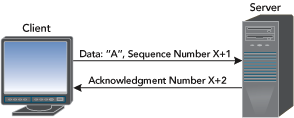 Server
Client
Data: "A", Sequence Number X+1
Acknowledgment Number X+2